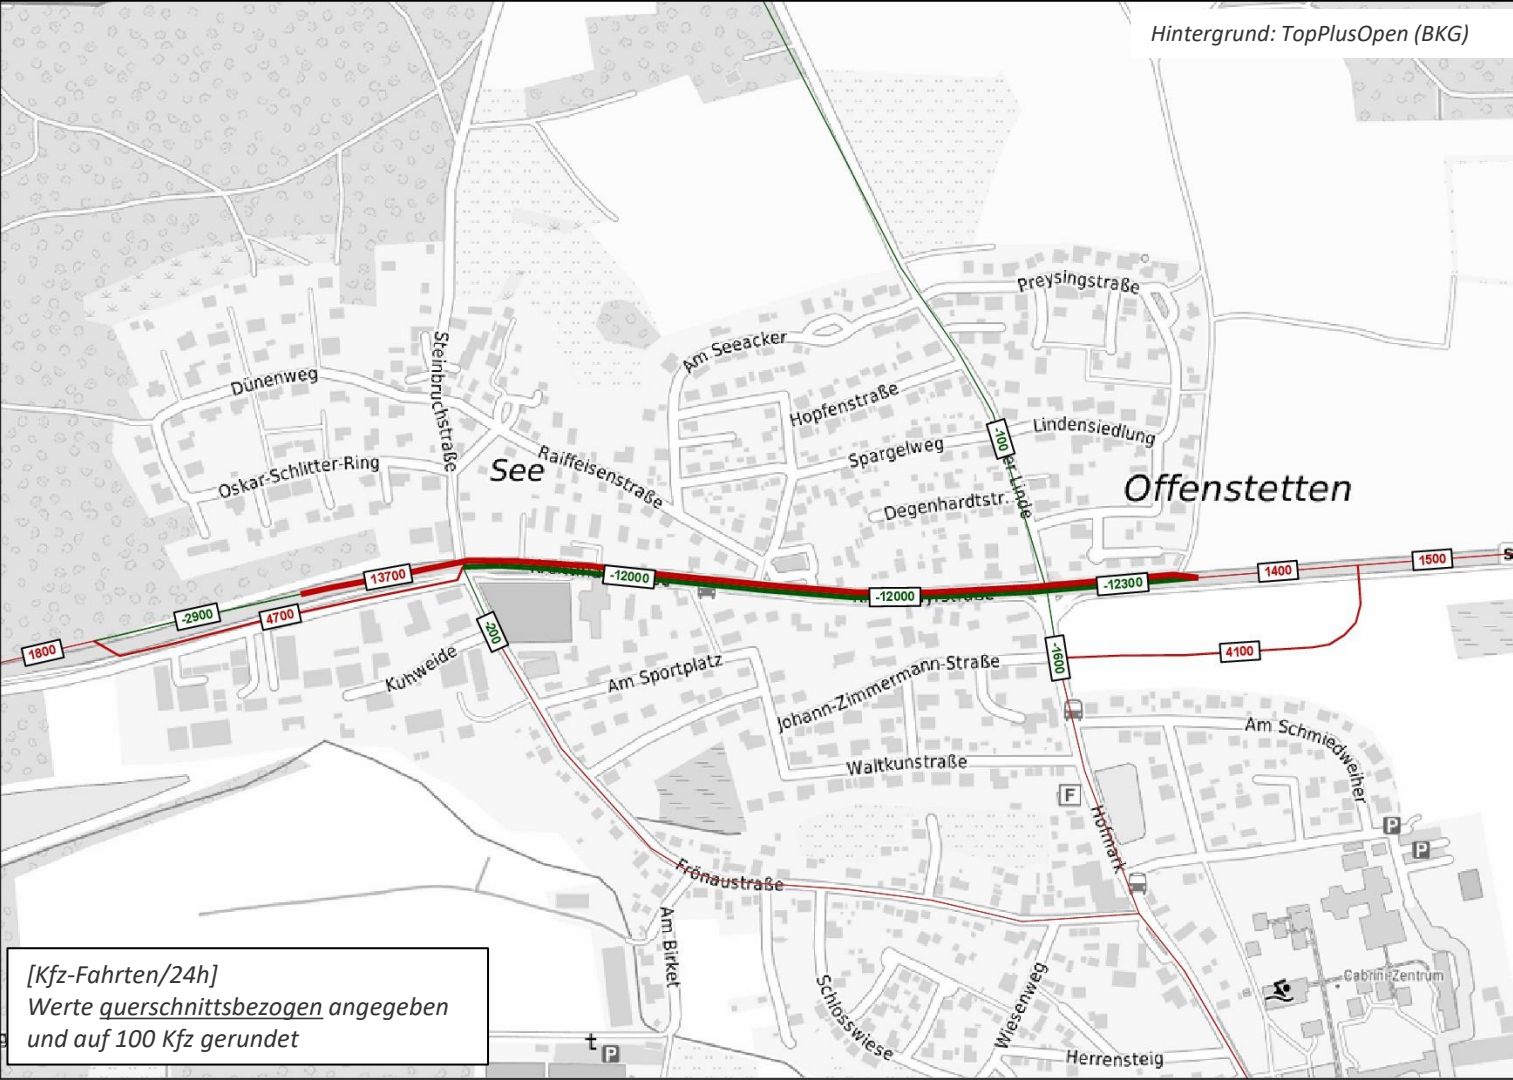 Hintergrund: TopPlusOpen (BKG)
Preysingstraße
Am Seeacker
Steinbruchstraße
Dünenweg
Hopfenstraße
-100
Lindensiedlung
Spargelweg
Raiffeisenstraße
Oskar-Schlitter-Ring
See
er Linde
Offenstetten
Degenhardtstr.
13700
-12000
-12000
-12300
1400
1500
S
-2900
4700
-200
1800
-1600
4100
Kuhweide
Am Sportplatz
Johann-Zimmermann-Straße
Am Schmiedweiher
Waltkunstraße
F
Hofmark
P
P
Frönaustraße
Am Birket
Schlosswiese
Wiesenweg
Cabrini-Zentrum
Herrensteig
t
P
[Kfz-Fahrten/24h]
Werte querschnittsbezogen angegeben
und auf 100 Kfz gerundet